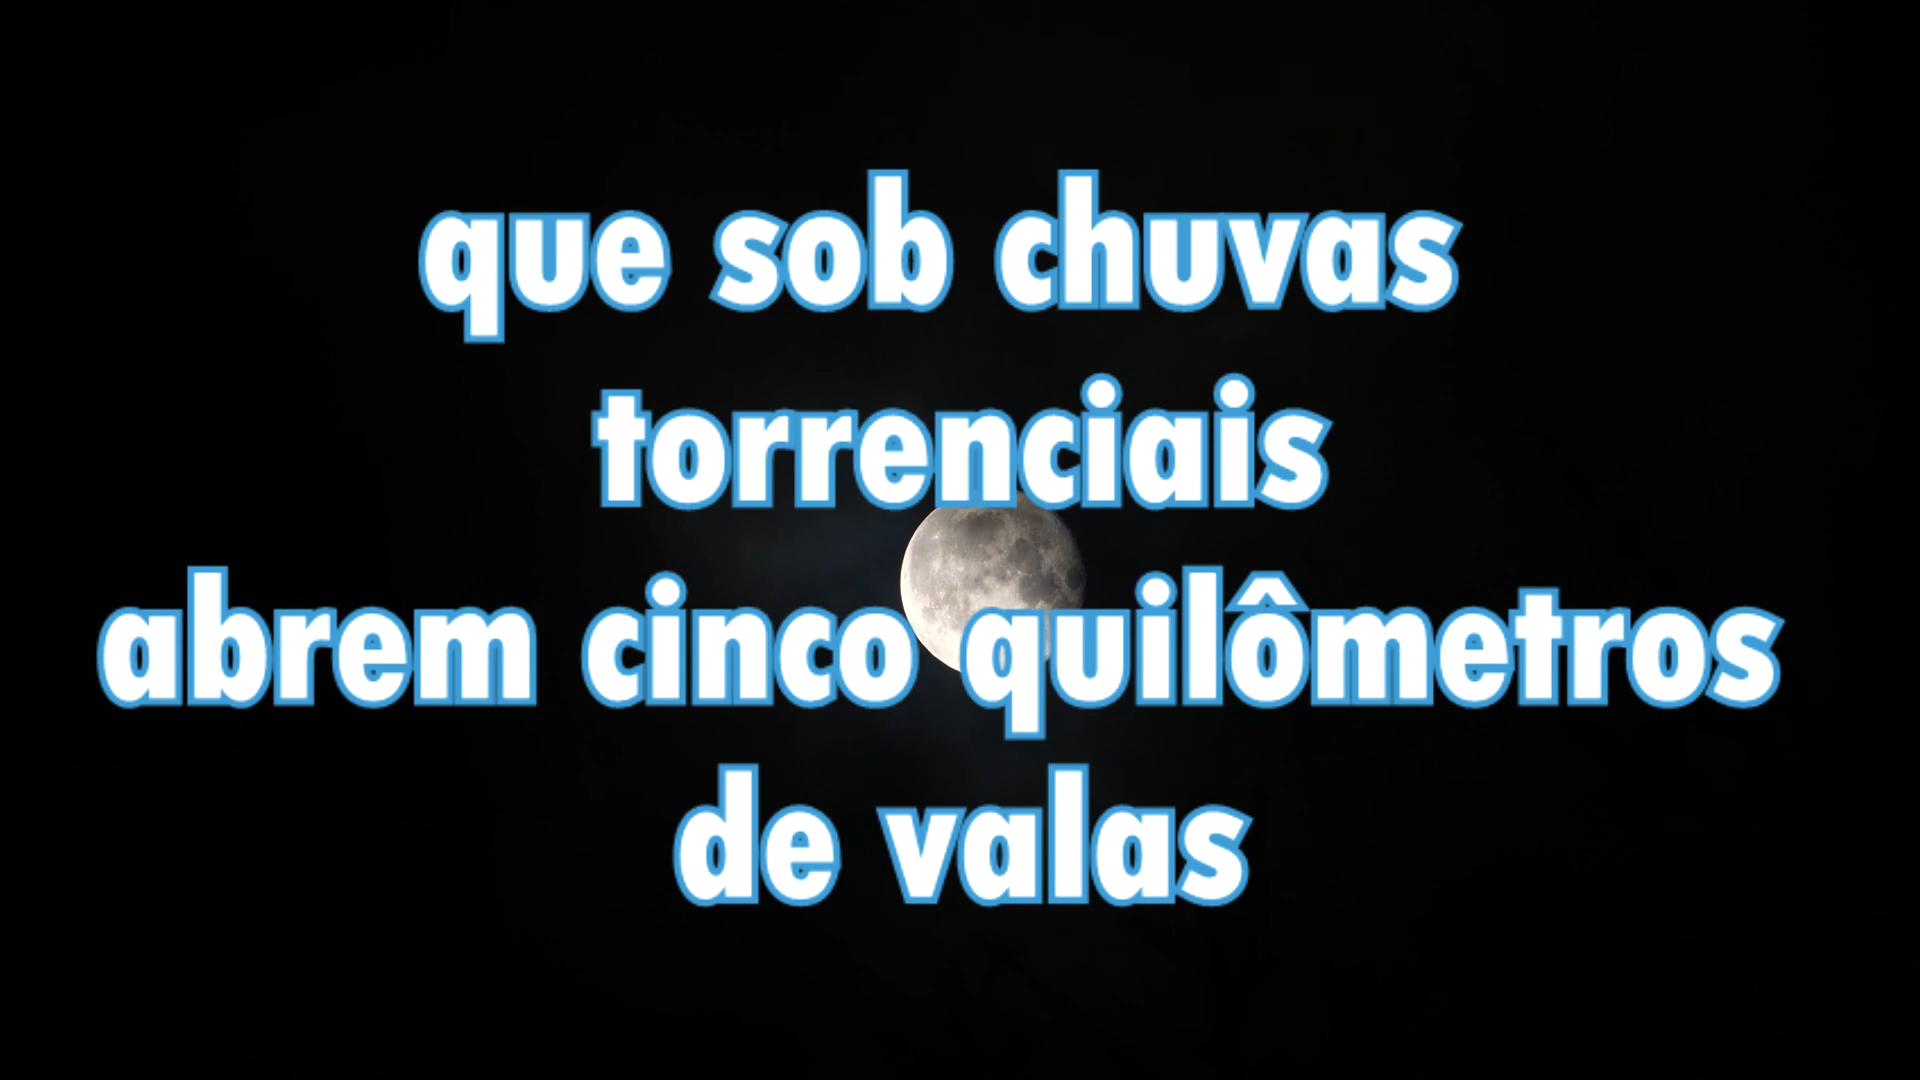 que sob chuvas
torrenciais
abrem cinco quilômetros
de valas